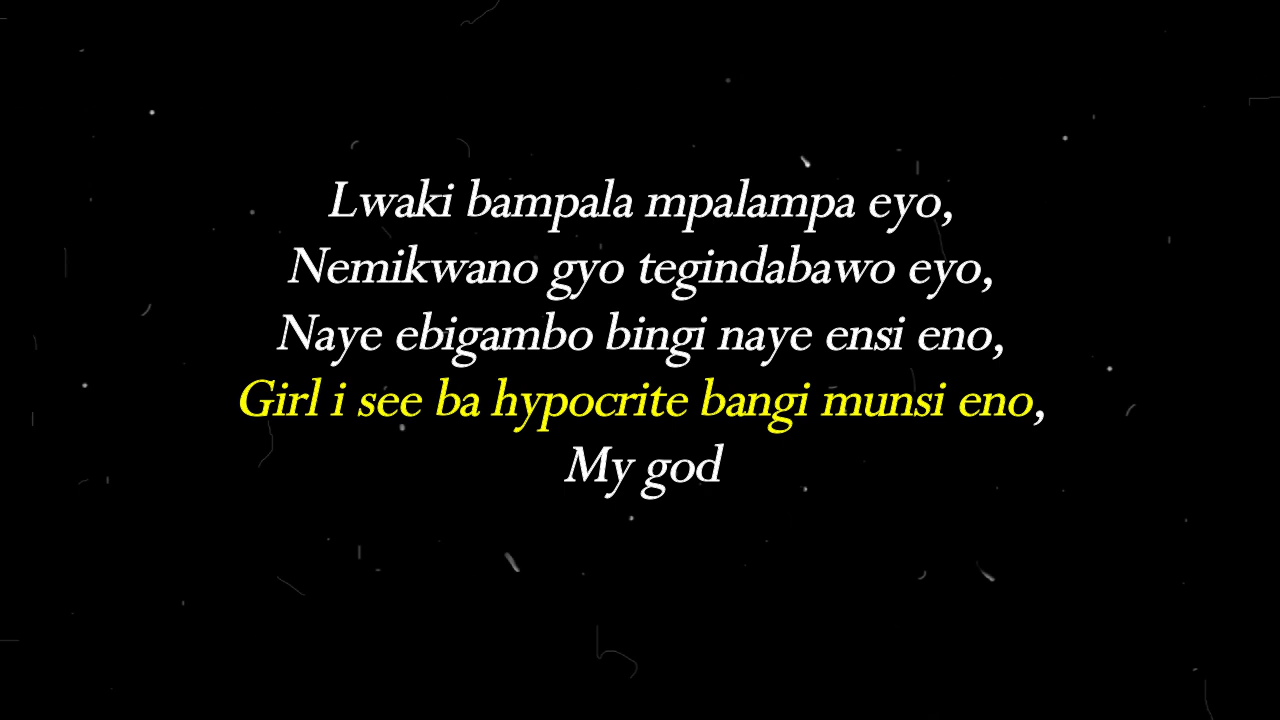 Lwaki bampala mpalampa eyo,
Nemikwano gyo tegindabawo eyo,
Naye ebigambo bingi naye ensi eno,
Girl i see ba hypocrite bangi munsi eno,
My god